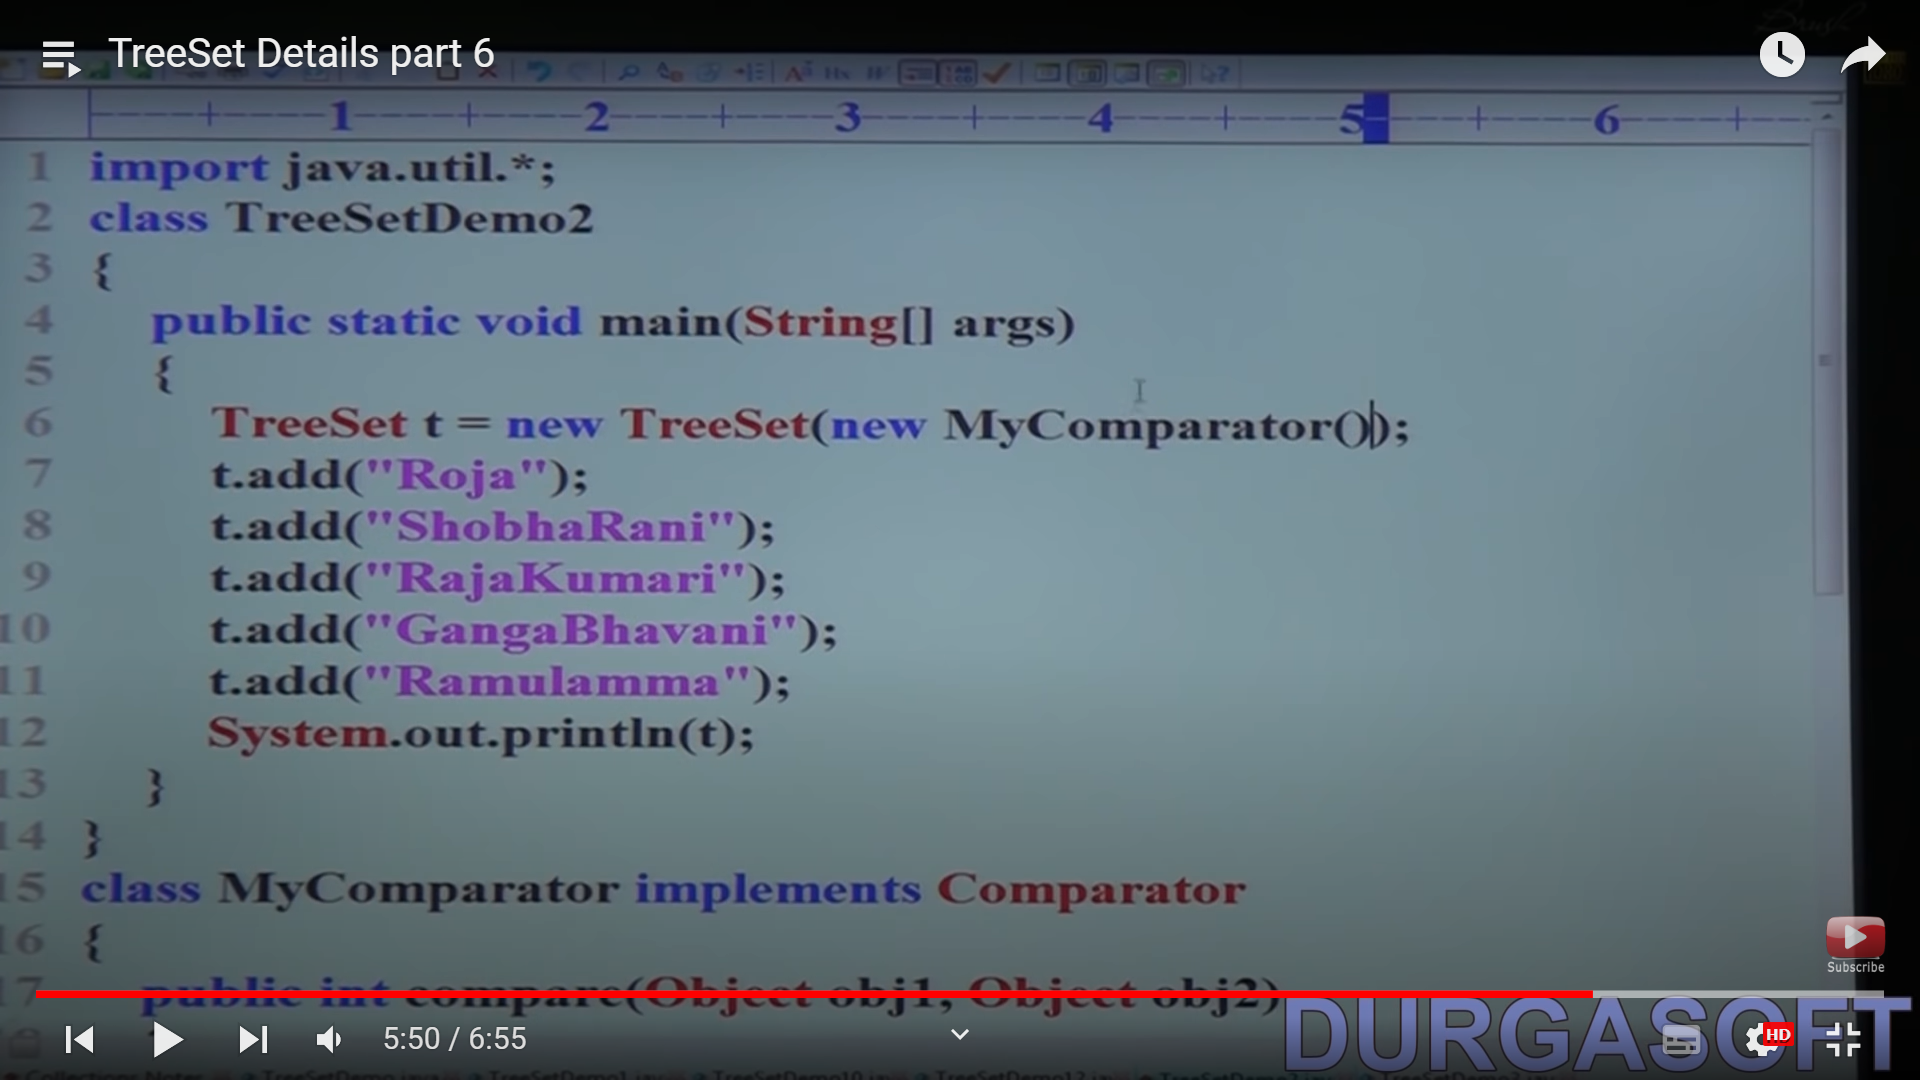 TreeSet Details part 6
1 2 3 4 5 6
1 import java.util.*;
2 class TreeSetDemo2
3 {
4 public static void main(String[] args)
5 {
6 TreeSet t = new TreeSet(new MyComparator());
7 t.add("Roja");
8 t.add("ShobhaRani");
9 t.add("RajaKumari");
10 t.add("GangaBhavani");
11 t.add("Ramulamma");
12 System.out.println(t);
13 }
14 }
15 class MyComparator implements Comparator
16 {
17 public int compare(Object obj1, Object obj2)
Subscribe
DURGASOFT
5:50 / 6:55
HD